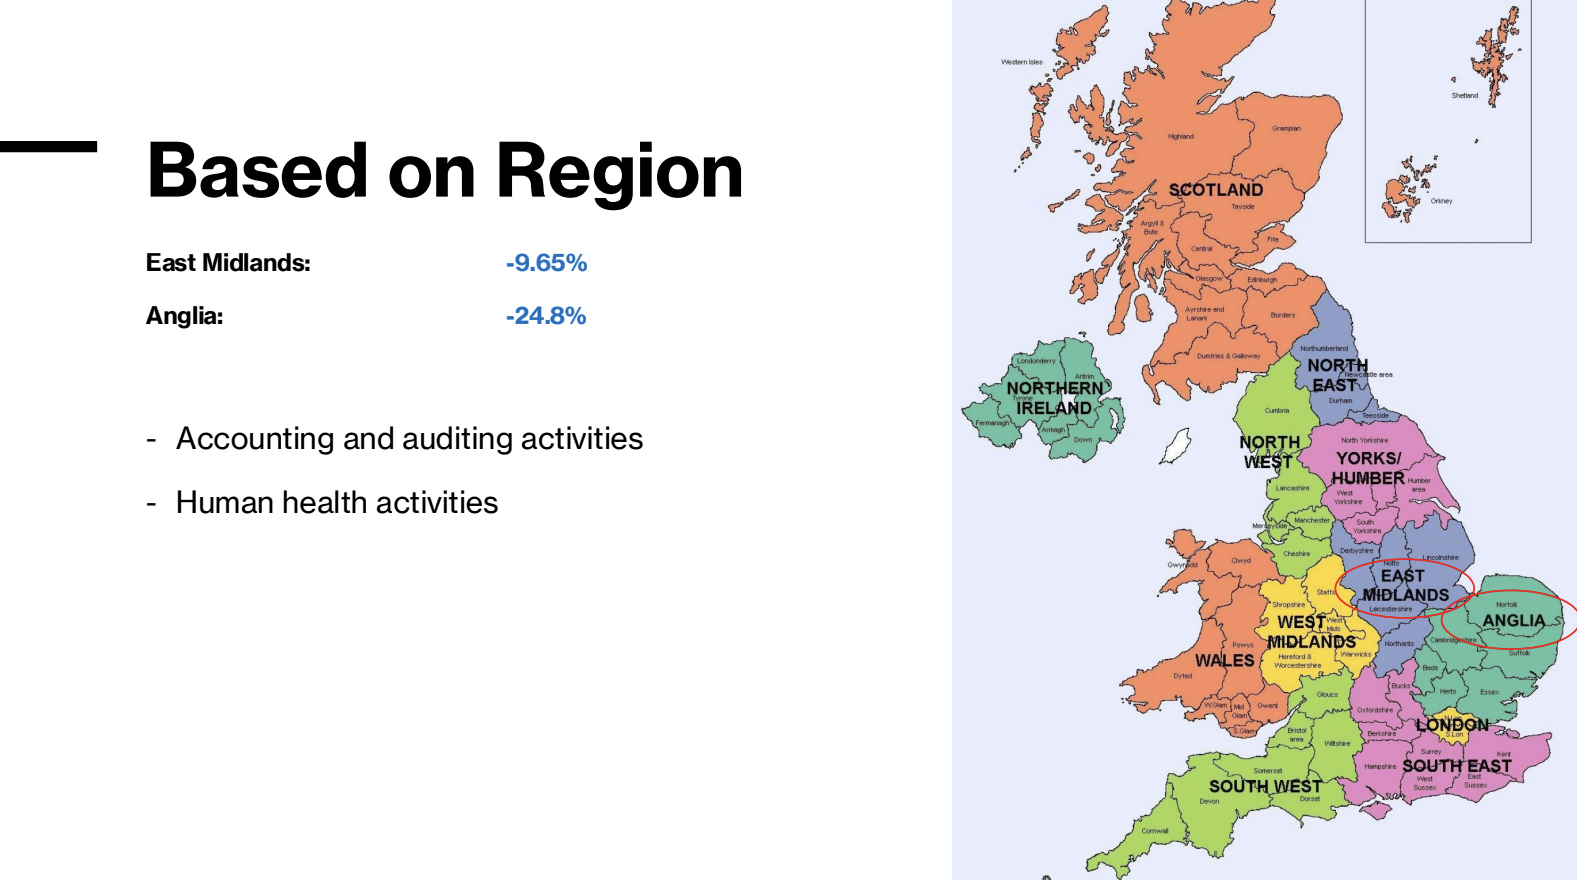 Based on Region
East Midlands: -9.65%
Anglia: -24.8%
- Accounting and auditing activities
- Human health activities
Western Isles
Shetland
Orkney
Highland
Grampian
SCOTLAND
Tayside
Argyll &
Bute
Central
Fife
Glasgow
Edinburgh
Ayrshire and
Lanark
Borders
Dumfries & Galloway
Northumberland
NORTH
EAST
Newcastle area
Durham
Teesside
Londonderry
Antrim
NORTHERN
IRELAND
Tyrone
Fermanagh
Armagh
Down
Cumbria
NORTH
WEST
Lancashire
Merseyside
Manchester
Cheshire
North Yorkshire
YORKS/
HUMBER
West
Yorkshire
Humber
area
South
Yorkshire
Derbyshire
Notts
Lincolnshire
EAST
MIDLANDS
Leicestershire
Northants
Norfolk
ANGLIA
Cambridgeshire
Suffolk
Beds
Herts
Essex
Staffs
Shropshire
WEST
MIDLANDS
West
Mids
Hereford &
Worcestershire
Warwicks
Gwynedd
Clwyd
Powys
WALES
Dyfed
W.Glam
Mid
Glam
S.Glam
Gwent
Gloucs
Bristol
area
Wiltshire
Somerset
SOUTH WEST
Devon
Dorset
Cornwall
Bucks
Oxfordshire
Berkshire
Hampshire
LONDON
S.Lon
Surrey
Kent
SOUTH EAST
West
Sussex
East
Sussex